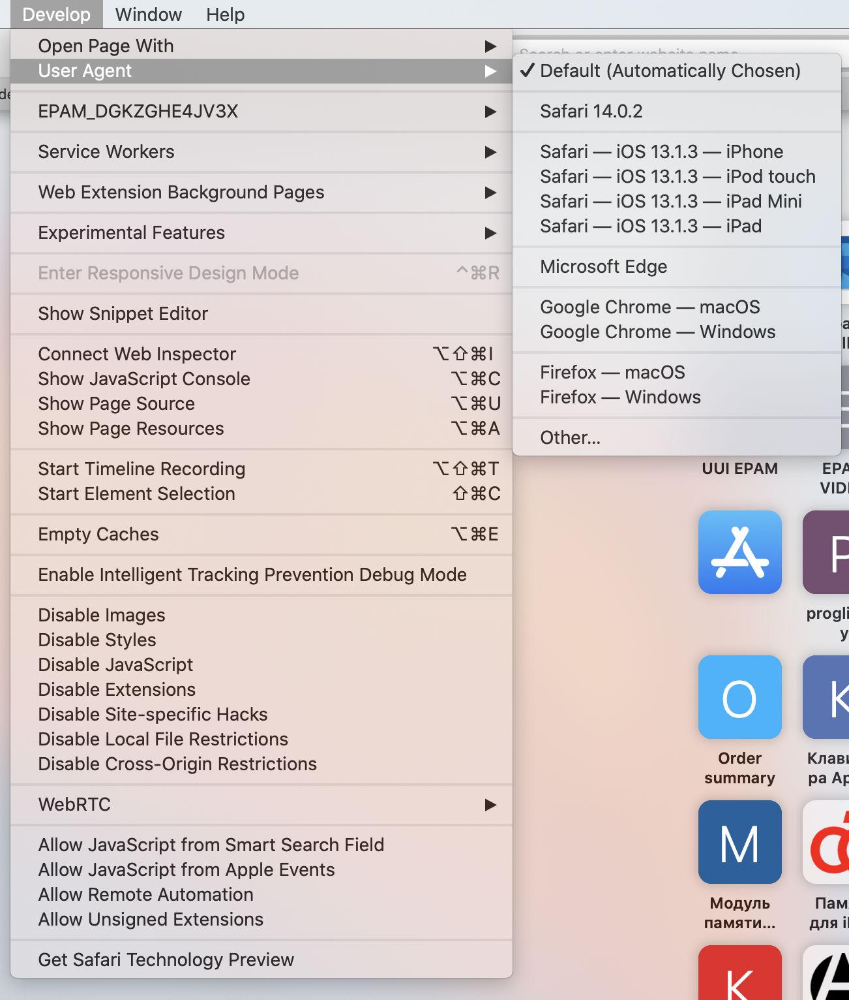 Develop Window Help
Open Page With
User Agent
EPAM_DGKZGHE4JV3X
Service Workers
Web Extension Background Pages
Experimental Features
Enter Responsive Design Mode ^⌘R
Show Snippet Editor
Connect Web Inspector ⌥⇧⌘I
Show JavaScript Console ⌥⌘C
Show Page Source ⌥⌘U
Show Page Resources ⌥⌘A
Start Timeline Recording ⌥⇧⌘T
Start Element Selection ⇧⌘C
Empty Caches ⌥⌘E
Enable Intelligent Tracking Prevention Debug Mode
Disable Images
Disable Styles
Disable JavaScript
Disable Extensions
Disable Site-specific Hacks
Disable Local File Restrictions
Disable Cross-Origin Restrictions
WebRTC
Allow JavaScript from Smart Search Field
Allow JavaScript from Apple Events
Allow Remote Automation
Allow Unsigned Extensions
Get Safari Technology Preview
Search or enter website name
✓ Default (Automatically Chosen)
Safari 14.0.2
Safari — iOS 13.1.3 — iPhone
Safari — iOS 13.1.3 — iPod touch
Safari — iOS 13.1.3 — iPad Mini
Safari — iOS 13.1.3 — iPad
Microsoft Edge
Google Chrome — macOS
Google Chrome — Windows
Firefox — macOS
Firefox — Windows
Other...
UUI EPAM
EPA
VID
P
progli
y
O
K
Order
summary
Клави
ра Ap
M
Модуль
памяти...
Пам
для i
K